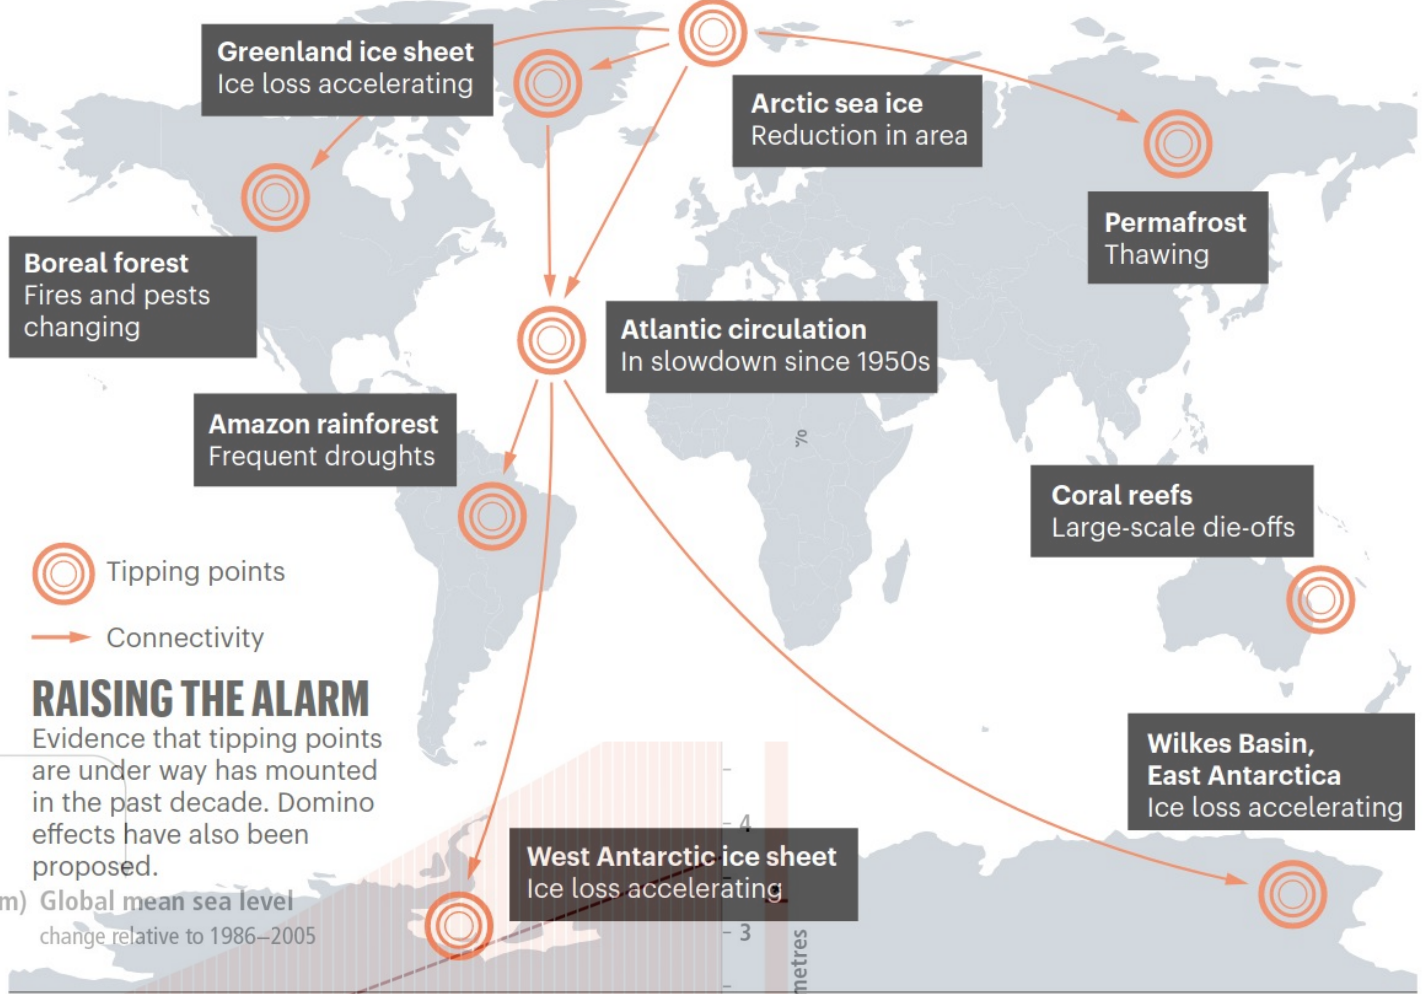 Greenland ice sheet
Ice loss accelerating
Arctic sea ice
Reduction in area
Permafrost
Thawing
Boreal forest
Fires and pests
changing
Atlantic circulation
In slowdown since 1950s
Amazon rainforest
Frequent droughts
%
Coral reefs
Large-scale die-offs
Tipping points
Connectivity
RAISING THE ALARM
Evidence that tipping points
are under way has mounted
in the past decade. Domino
effects have also been
proposed.
Wilkes Basin,
East Antarctica
Ice loss accelerating
4
West Antarctic ice sheet
Ice loss accelerating
m) Global mean sea level
change relative to 1986–2005
3
metres